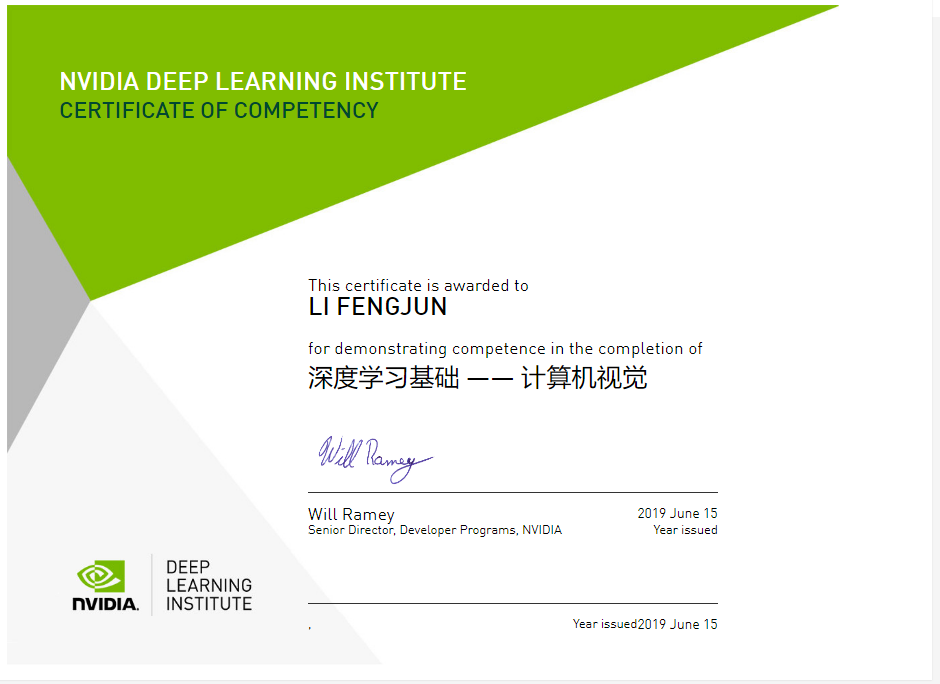 NVIDIA DEEP LEARNING INSTITUTE
CERTIFICATE OF COMPETENCY
This certificate is awarded to
LI FENGJUN
for demonstrating competence in the completion of
深度学习基础 —— 计算机视觉
Will Ramey
Will Ramey
2019 June 15
Senior Director, Developer Programs, NVIDIA
Year issued
NVIDIA.
DEEP
LEARNING
INSTITUTE
,
Year issued2019 June 15